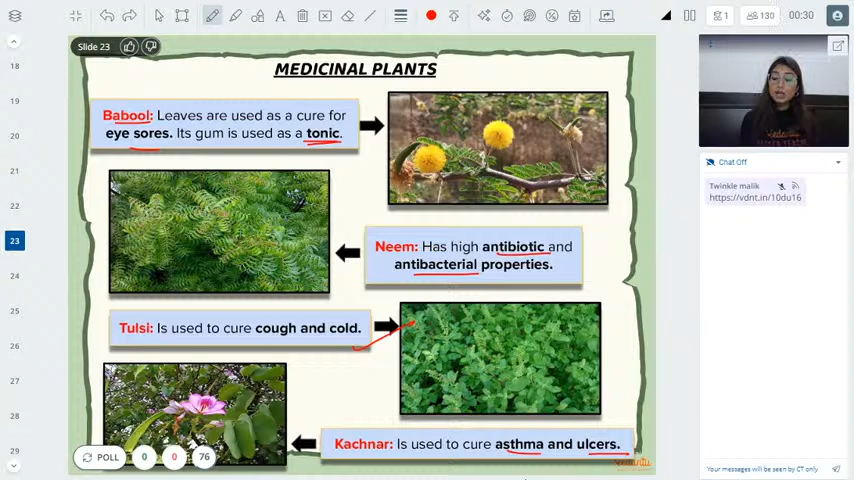 1
130
00:30
Slide 23
MEDICINAL PLANTS
18
19
20
21
22
23
24
25
26
27
28
29
Babool: Leaves are used as a cure for
eye sores. Its gum is used as a tonic.
Neem: Has high antibiotic and
antibacterial properties.
Tulsi: Is used to cure cough and cold.
Kachnar: Is used to cure asthma and ulcers.
POLL
0
0
76
Chat Off
Twinkle malik
https://vdnt.in/10du16
Your messages will be seen by CT only